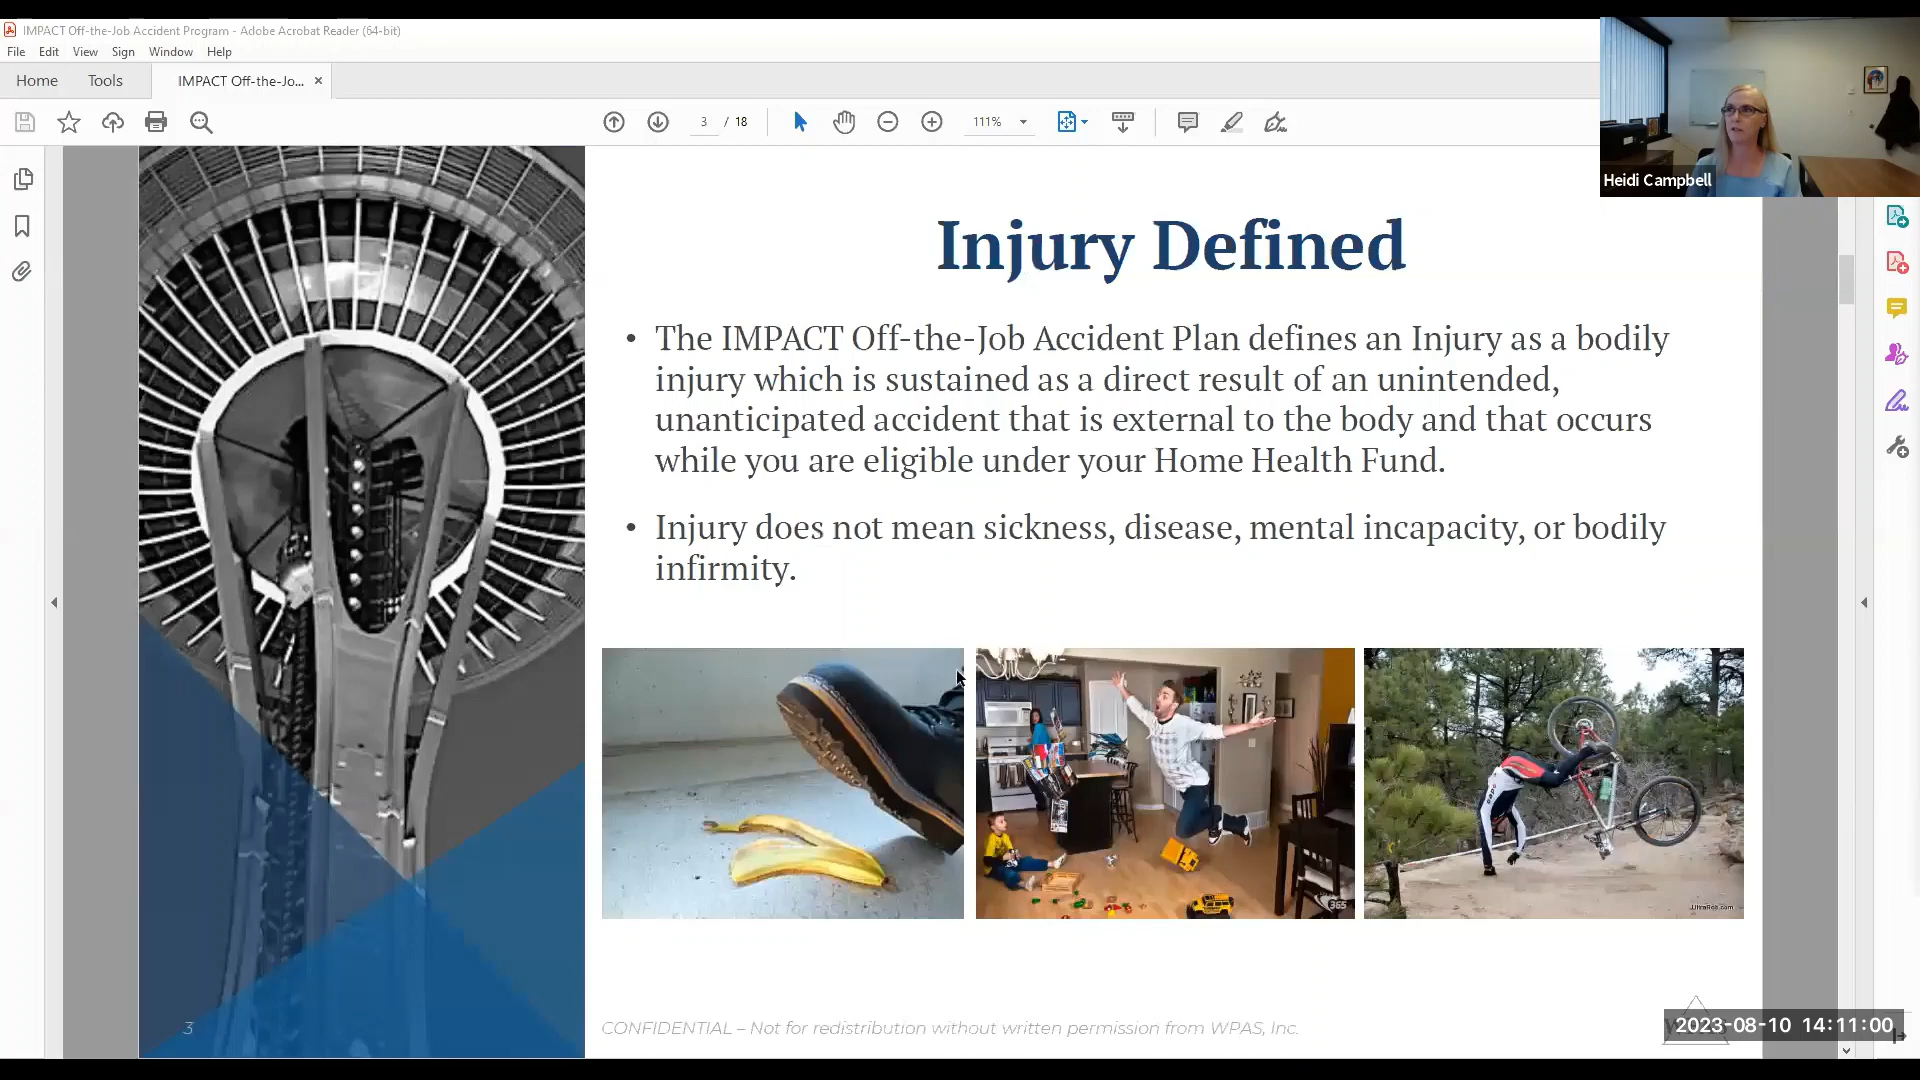 IMPACT Off-the-Job Accident Program - Adobe Acrobat Reader (64-bit)
File Edit View Sign Window Help
Home Tools IMPACT Off-the-Jo... ×
3 / 18 111%
Heidi Campbell
Injury Defined
• The IMPACT Off-the-Job Accident Plan defines an Injury as a bodily
injury which is sustained as a direct result of an unintended,
unanticipated accident that is external to the body and that occurs
while you are eligible under your Home Health Fund.
• Injury does not mean sickness, disease, mental incapacity, or bodily
infirmity.
365
UltraRob.com
3
CONFIDENTIAL – Not for redistribution without written permission from WPAS, Inc.
2023-08-10 14:11:00